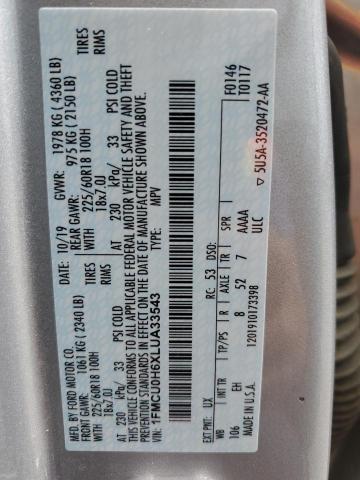 MFD. BY FORD MOTOR CO. 10/19 GVWR: 1978 KG ( 4360 LB)
FRONT GAWR: 1061 KG ( 2340 LB) REAR GAWR: 975 KG ( 2150 LB)
WITH 225/60R18 100H TIRES WITH 225/60R18 100H TIRES
18x7.0J RIMS 18x7.0J RIMS
AT 230 kPa/ 33 PSI COLD AT 230 kPa/ 33 PSI COLD
THIS VEHICLE CONFORMS TO ALL APPLICABLE FEDERAL MOTOR VEHICLE SAFETY AND THEFT
PREVENTION STANDARDS IN EFFECT ON THE DATE OF MANUFACTURE SHOWN ABOVE.
VIN: 1FMCU0H6XLUA33543 F0146
TYPE: MPV T0117
EXT PNT: UX RC: 53 DSO:
WB TP/PS R AXLE TR SPR
106 EH 8 52 7 AAAA
ULC
1201910173398
▽ 5U5A-3520472-AA
MADE IN U.S.A.